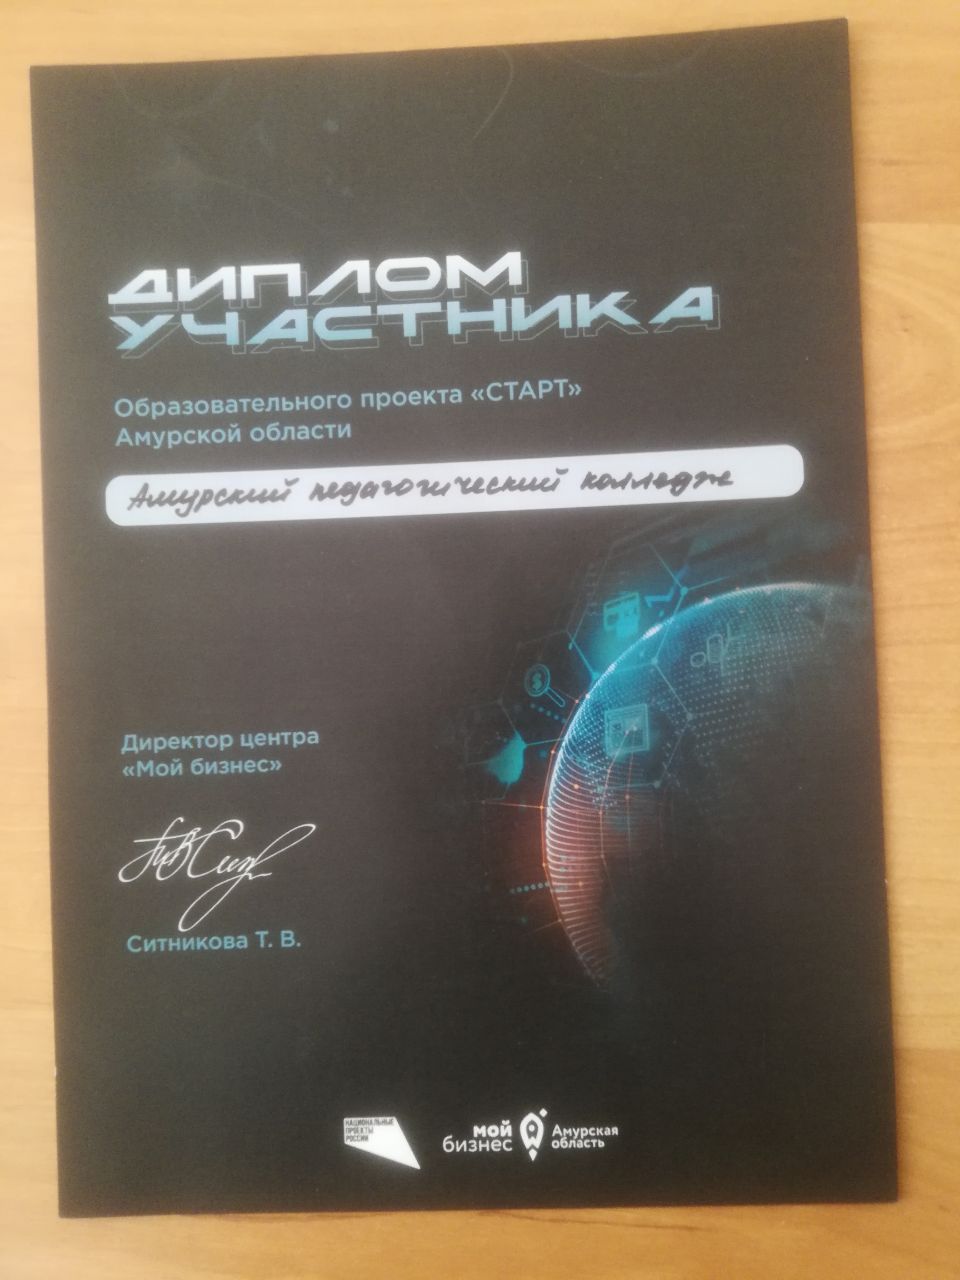 ДИПЛОМ
УЧАСТНИКА
Образовательного проекта «СТАРТ»
Амурской области
Амурский педагогический колледж
Директор центра
«Мой бизнес»
Ситникова Т. В.
НАЦИОНАЛЬНЫЕ
ПРОЕКТЫ
РОССИИ
мой
бизнес
Амурская
область